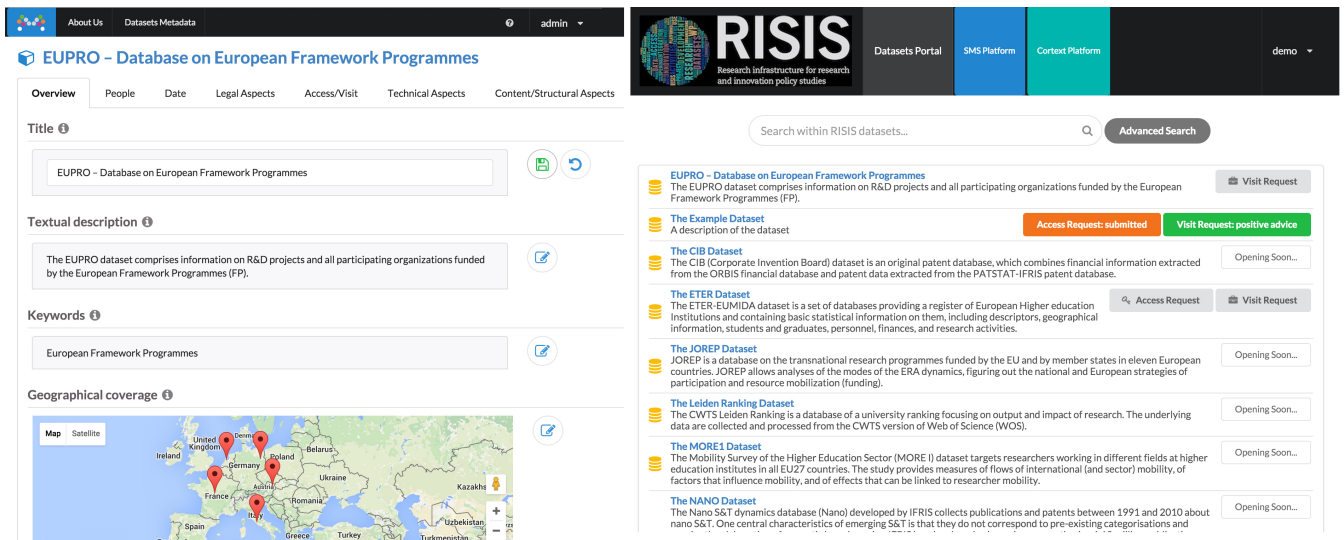 About Us
Datasets Metadata
?
admin
EUPRO – Database on European Framework Programmes
Overview
People
Date
Legal Aspects
Access/Visit
Technical Aspects
Content/Structural Aspects
Title
EUPRO – Database on European Framework Programmes
Textual description
The EUPRO dataset comprises information on R&D projects and all participating organizations funded
by the European Framework Programmes (FP).
Keywords
European Framework Programmes
Geographical coverage
Map
Satellite
United
Kingdom
Ireland
Belarus
Poland
Germany
Ukraine
Austria
France
Romania
Kazakhs
Italy
Spain
Uzbekistan
Greece
Turkey
Turkmenistan
RISIS
Research infrastructure for research
and innovation policy studies
Datasets Portal
SMS Platform
Cortext Platform
demo
Search within RISIS datasets...
Advanced Search
EUPRO – Database on European Framework Programmes
The EUPRO dataset comprises information on R&D projects and all participating organizations funded by the European
Framework Programmes (FP).
Visit Request
The Example Dataset
A description of the dataset
Access Request: submitted
Visit Request: positive advice
The CIB Dataset
The CIB (Corporate Invention Board) dataset is an original patent database, which combines financial information extracted
from the ORBIS financial database and patent data extracted from the PATSTAT-IFRIS patent database.
Opening Soon...
The ETER Dataset
The ETER-EUMIDA dataset is a set of databases providing a register of European Higher education
Institutions and containing basic statistical information on them, including descriptors, geographical
information, students and graduates, personnel, finances, and research activities.
Access Request
Visit Request
The JOREP Dataset
JOREP is a database on the transnational research programmes funded by the EU and by member states in eleven European
countries. JOREP allows analyses of the modes of the ERA dynamics, figuring out the national and European strategies of
participation and resource mobilization (funding).
Opening Soon...
The Leiden Ranking Dataset
The CWTS Leiden Ranking is a database of a university ranking focusing on output and impact of research. The underlying
data are collected and processed from the CWTS version of Web of Science (WOS).
Opening Soon...
The MORE1 Dataset
The Mobility Survey of the Higher Education Sector (MORE I) dataset targets researchers working in different fields at higher
education institutes in all EU27 countries. The study provides measures of flows of international (and sector) mobility, of
factors that influence mobility, and of effects that can be linked to researcher mobility.
Opening Soon...
The NANO Dataset
The Nano S&T dynamics database (Nano) developed by IFRIS collects publications and patents between 1991 and 2010 about
nano S&T. One central characteristics of emerging S&T is that they do not correspond to pre-existing categorisations and
Opening Soon...